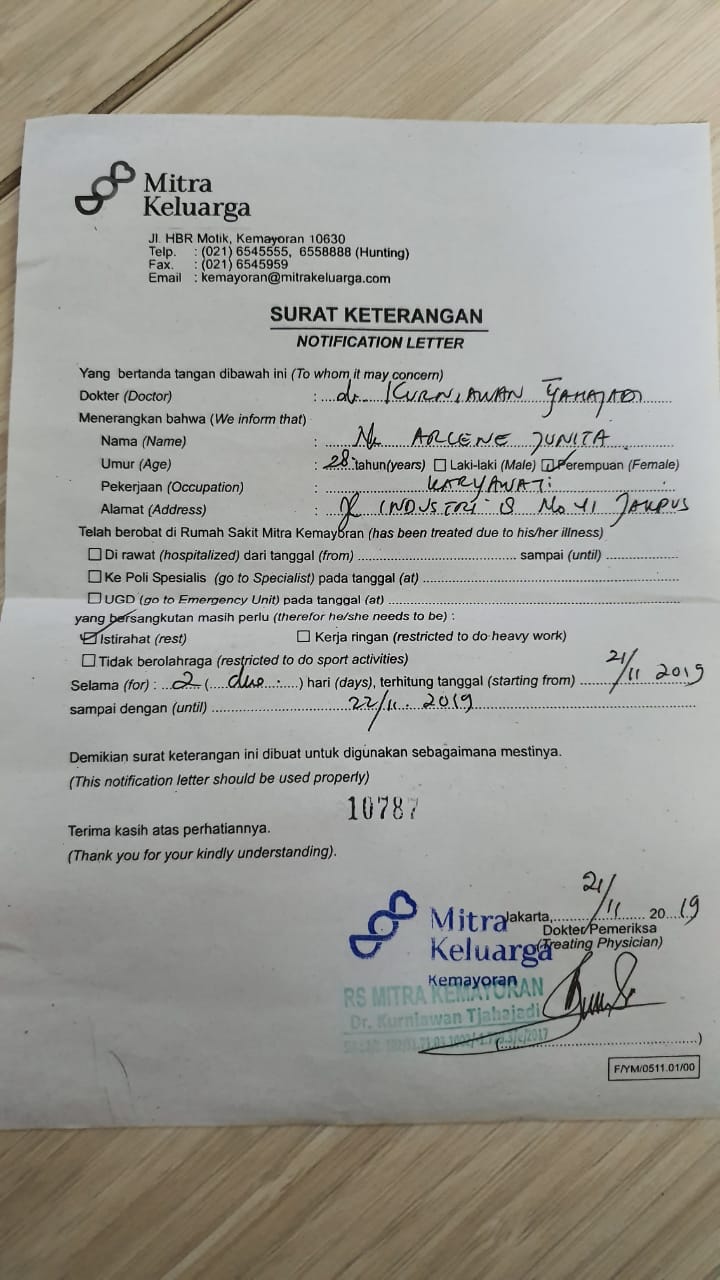 Mitra
Keluarga
Jl. HBR Motik, Kemayoran 10630
Telp. : (021) 6545555, 6558888 (Hunting)
Fax. : (021) 6545959
Email : kemayoran@mitrakeluarga.com
SURAT KETERANGAN
NOTIFICATION LETTER
Yang bertanda tangan dibawah ini (To whom it may concern)
Dokter (Doctor) : dr. KURNIAWAN TJAHAJADI
Menerangkan bahwa (We inform that)
Nama (Name) : ARLENE JUNITA
Umur (Age) : 28 tahun(years) Laki-laki (Male) Perempuan (Female)
Pekerjaan (Occupation) : KARYAWATI
Alamat (Address) : Jl INDUSTRI No 41 JAKPUS
Telah berobat di Rumah Sakit Mitra Kemayoran (has been treated due to his/her illness)
Di rawat (hospitalized) dari tanggal (from) sampai (until)
Ke Poli Spesialis (go to Specialist) pada tanggal (at)
UGD (go to Emergency Unit) pada tanggal (at)
yang bersangkutan masih perlu (therefor he/she needs to be) :
Istirahat (rest) Kerja ringan (restricted to do heavy work)
Tidak berolahraga (restricted to do sport activities)
Selama (for) : 2 (dua) hari (days), terhitung tanggal (starting from) 21/11 2019
sampai dengan (until) 22/11. 2019
Demikian surat keterangan ini dibuat untuk digunakan sebagaimana mestinya.
(This notification letter should be used properly)
10787
Terima kasih atas perhatiannya.
(Thank you for your kindly understanding).
Jakarta, 21/11 2019
Mitra
Keluarga
Kemayoran
Dokter Pemeriksa
(Treating Physician)
RS MITRA KEMAYORAN
Dr. Kurniawan Tjahajadi
F/YM/0511.01/00